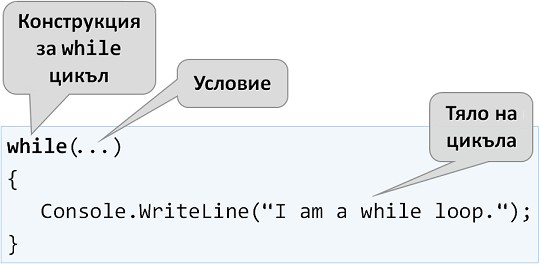 Конструкция
за while
цикъл
Условие
Тяло на
цикъла
while(...)
{
Console.WriteLine("I am a while loop.");
}